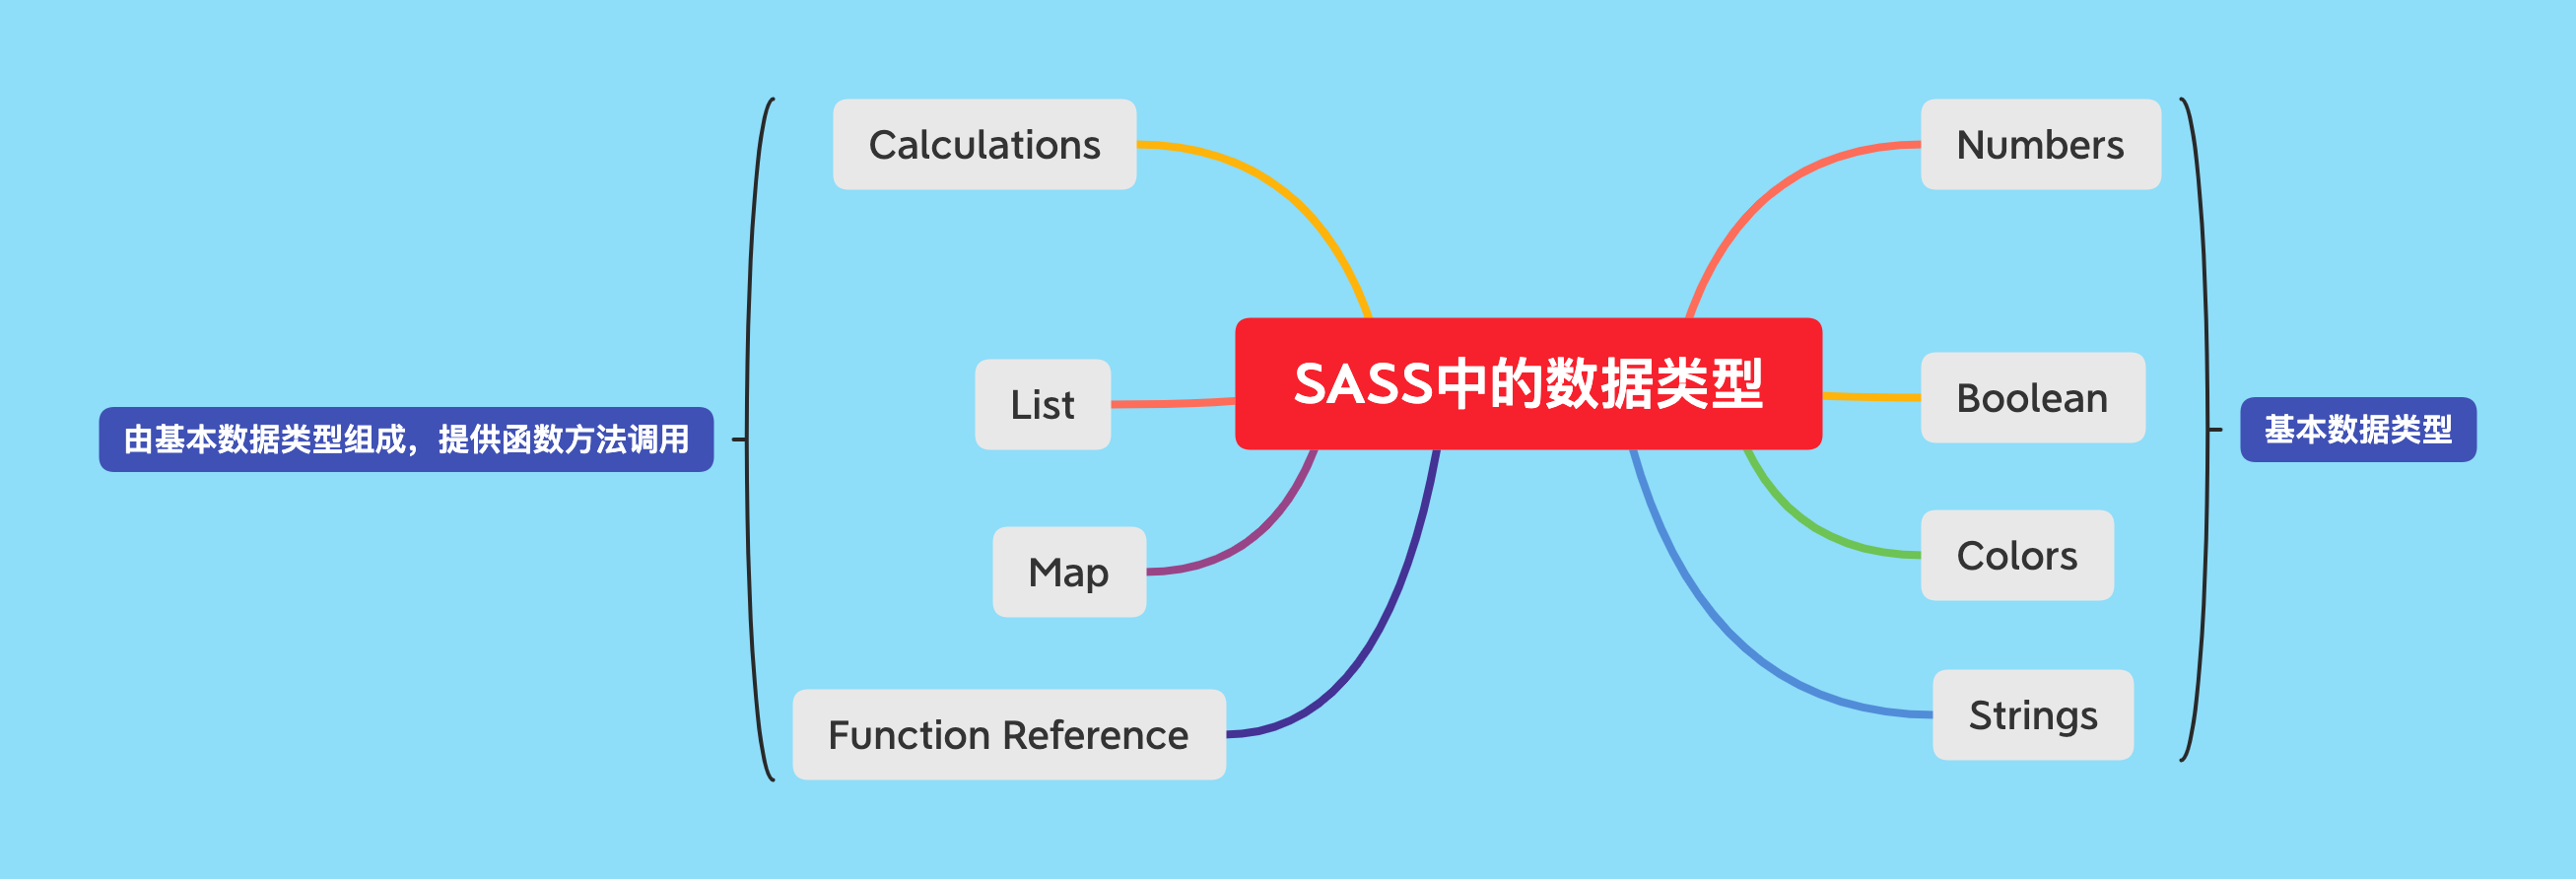 SASS中的数据类型
Calculations
List
Map
Function Reference
由基本数据类型组成，提供函数方法调用
Numbers
Boolean
Colors
Strings
基本数据类型